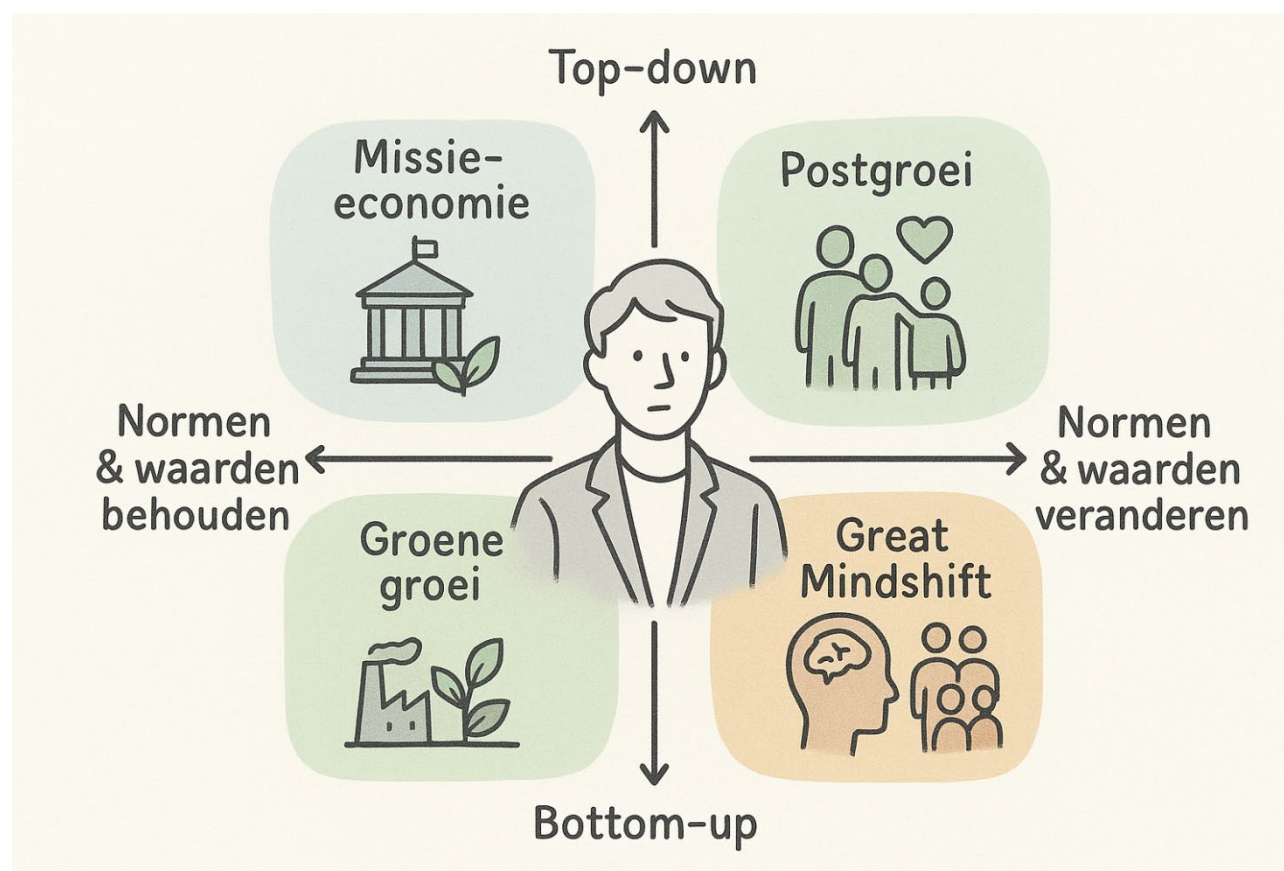 Top-down
Missie-
economie
Postgroei
Normen
& waarden
behouden
Normen
& waarden
veranderen
Groene
groei
Great
Mindshift
Bottom-up